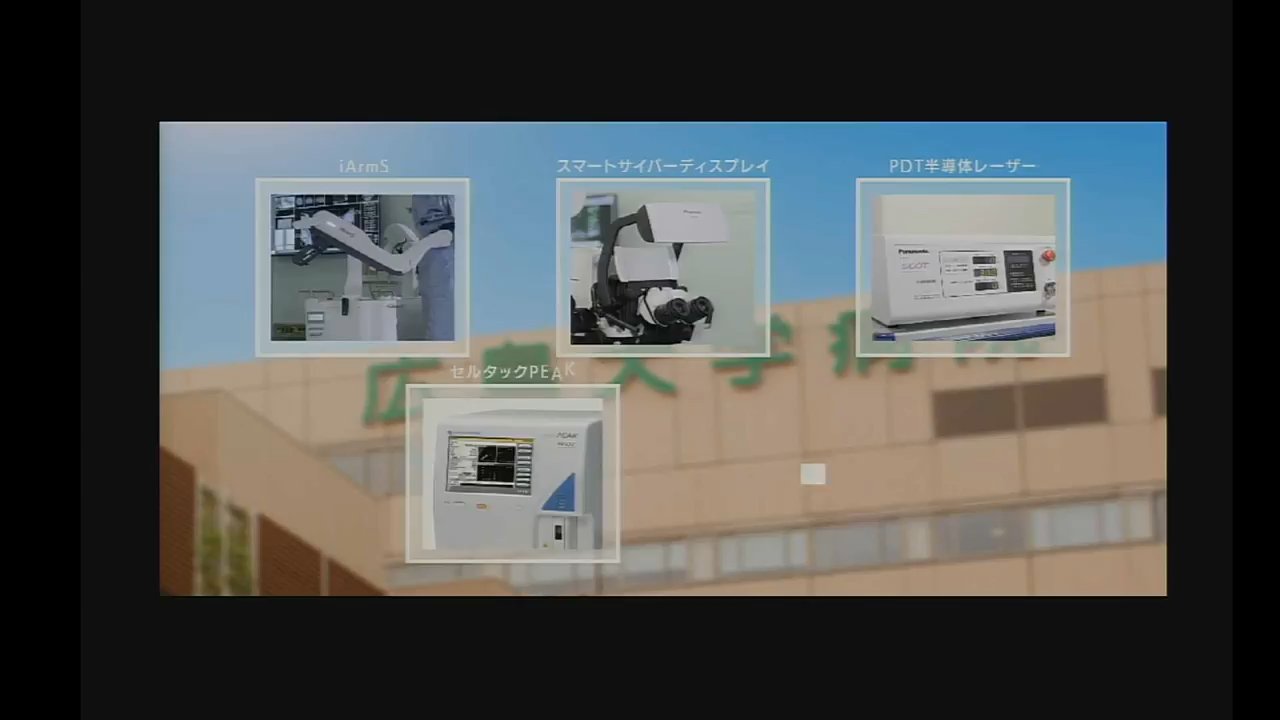 iArmS
スマートサイバーディスプレイ
PDT半導体レーザー
Panasonic
SCOT
広島大学病院
セルタックPEAK